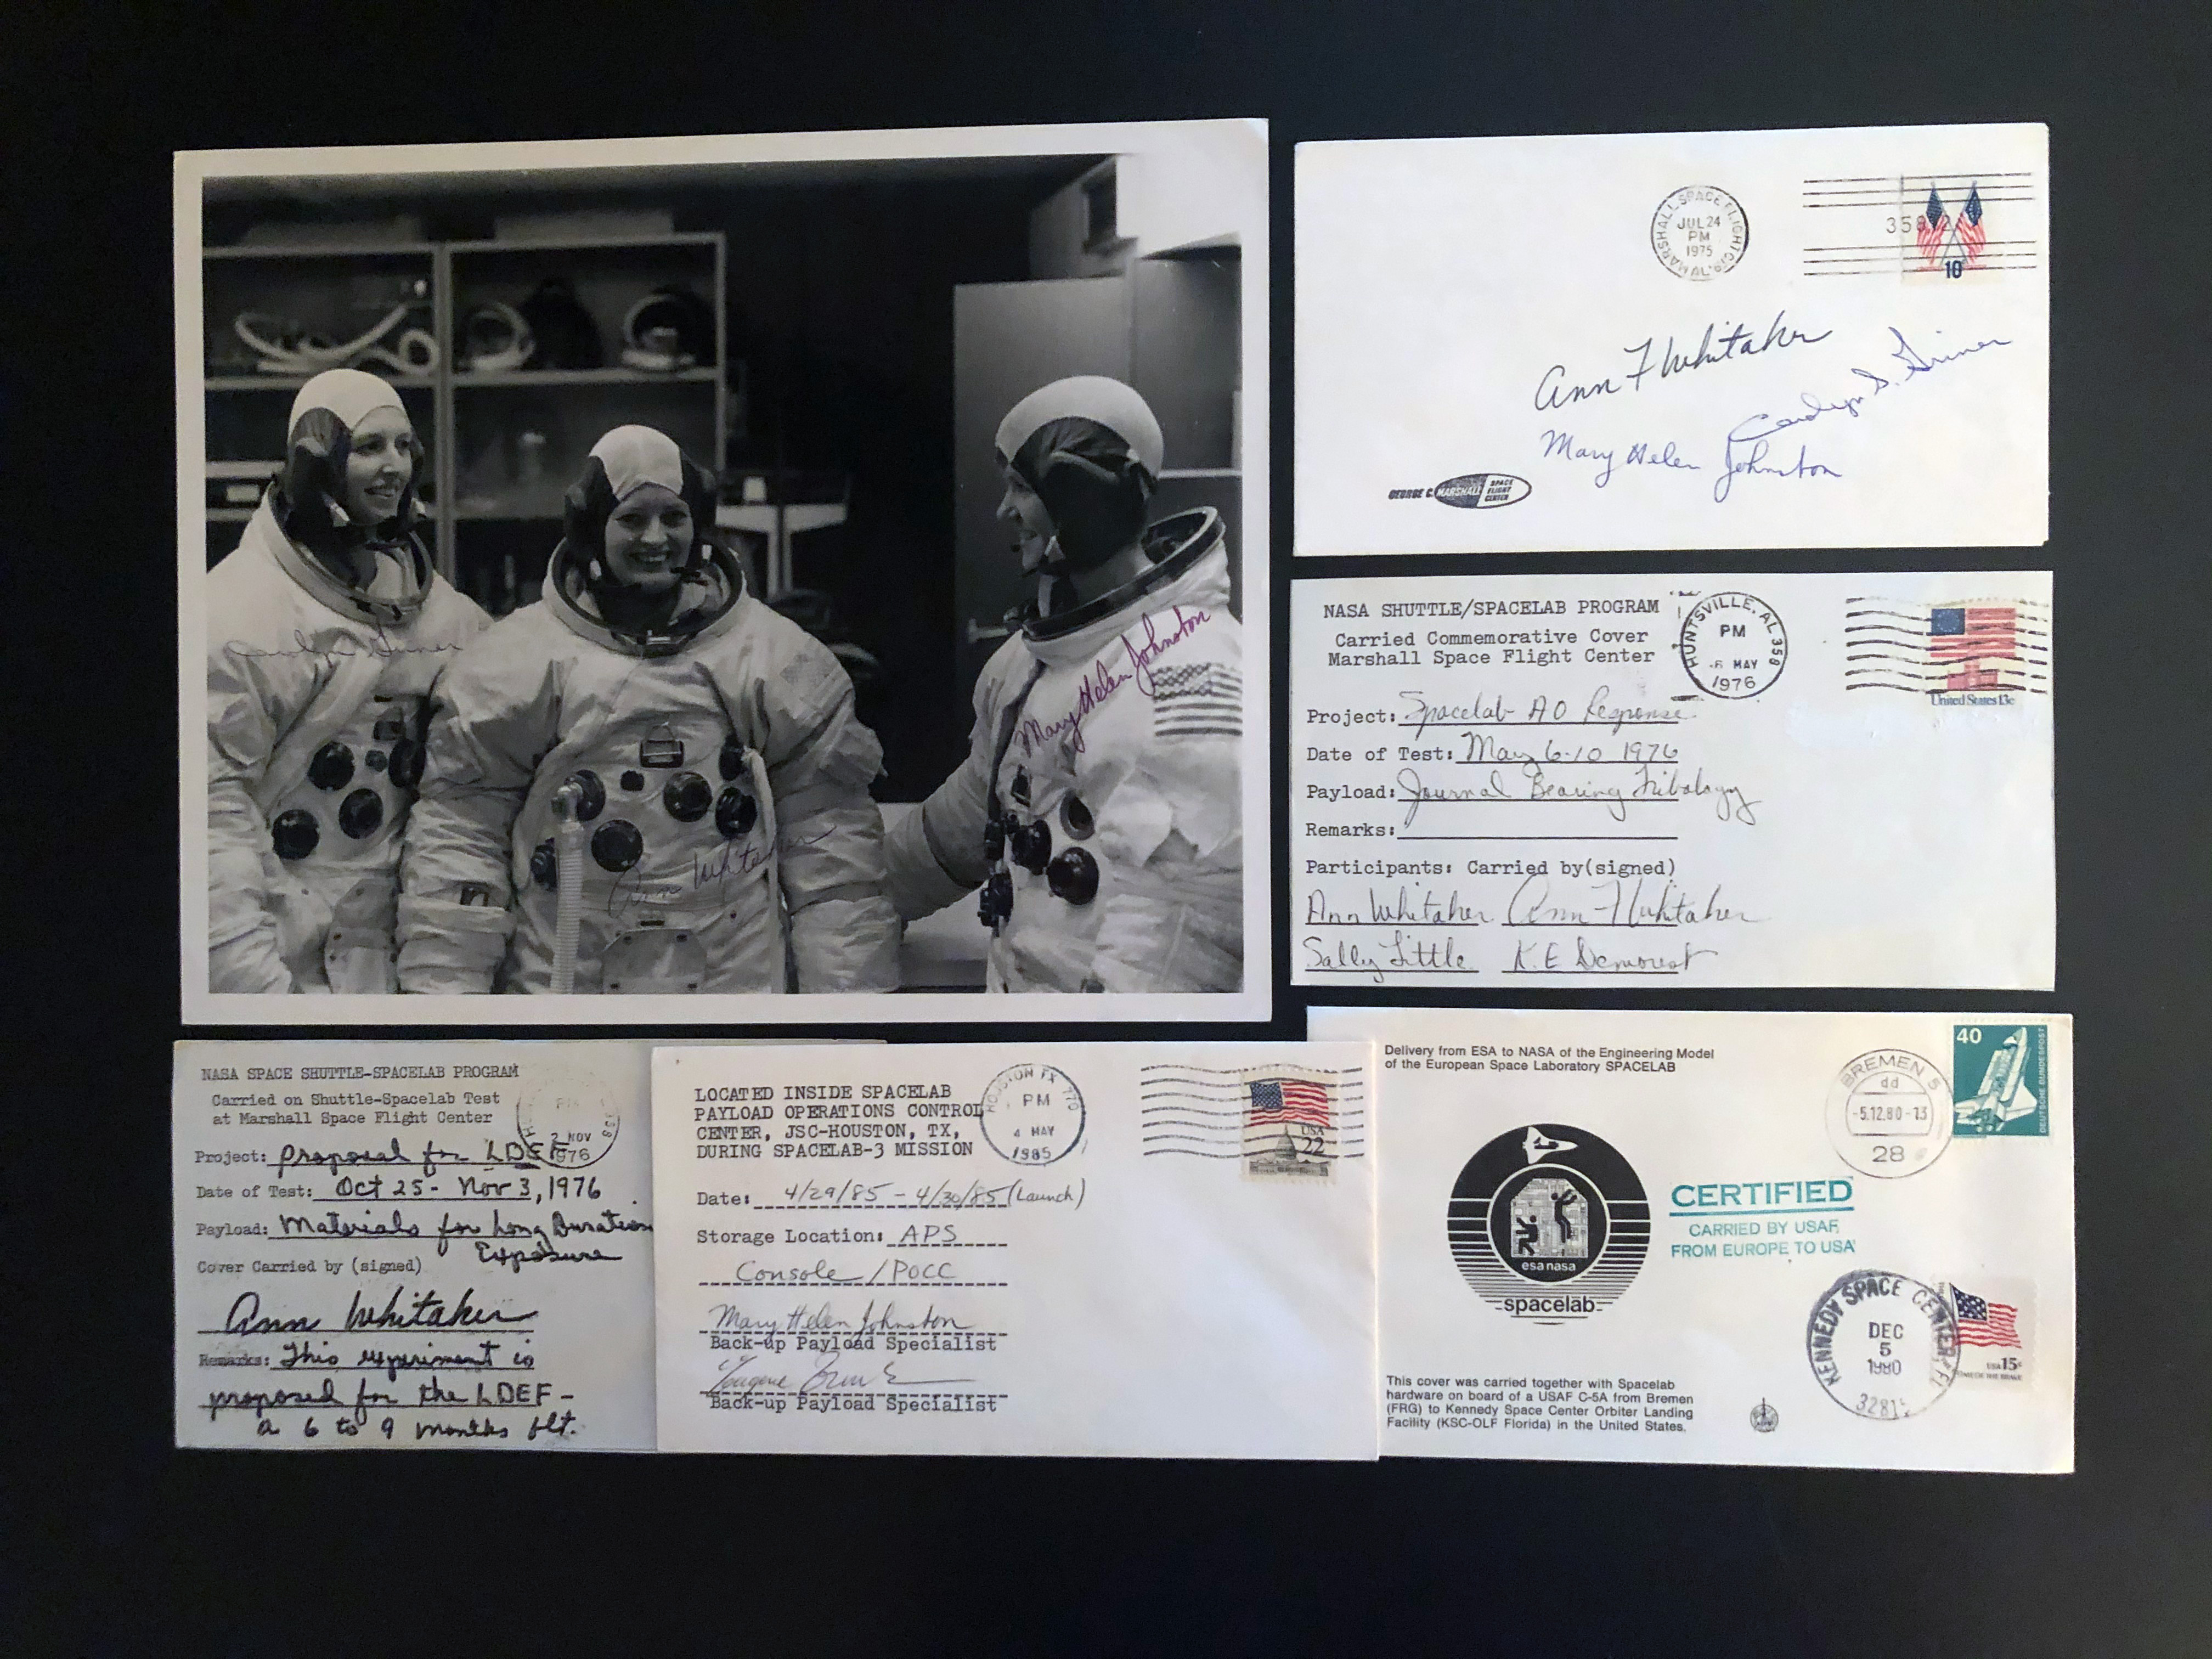 Carolyn Griner
Ann Whitaker
Mary Helen Johnston
MARSHALL SPACE FLIGHT CTR. AL.
JUL 24
PM
1975
358
10
Ann F Whitaker
Carolyn S. Griner
Mary Helen Johnston
GEORGE C. MARSHALL SPACE
FLIGHT
CENTER
NASA SHUTTLE/SPACELAB PROGRAM
Carried Commemorative Cover
Marshall Space Flight Center
HUNTSVILLE, AL 358
PM
6 MAY
1976
United States 13c
Project: Spacelab AO Response
Date of Test: May 6-10 1976
Payload: Journal Bearing Tribology
Remarks:
Participants: Carried by(signed)
Ann Whitaker Ann F Whitaker
Sally Little K.E Demorest
NASA SPACE SHUTTLE-SPACELAB PROGRAM
Carried on Shuttle-Spacelab Test
at Marshall Space Flight Center
PM
2 NOV
1976
358
Project: Proposal for LDEF
Date of Test: Oct 25 - Nov 3, 1976
Payload: Materials for Long Duration
Exposure
Cover Carried by (signed)
Ann Whitaker
Remarks: This experiment is
proposed for the LDEF -
a 6 to 9 months flt.
LOCATED INSIDE SPACELAB
PAYLOAD OPERATIONS CONTROL
CENTER, JSC-HOUSTON, TX,
DURING SPACELAB-3 MISSION
HOUSTON TX 770
PM
4 MAY
1985
USA
22
Date: 4/29/85 - 4/30/85 (Launch)
Storage Location: APS
Console / POCC
Mary Helen Johnston
Back-up Payload Specialist
Back-up Payload Specialist
Delivery from ESA to NASA of the Engineering Model
of the European Space Laboratory SPACELAB
BREMEN 5
dd
-5.12.80-13
28
40
DEUTSCHE BUNDESPOST
esa nasa
spacelab
CERTIFIED
CARRIED BY USAF,
FROM EUROPE TO USA
KENNEDY SPACE CENTER, FL
DEC
5
1980
32815
USA 15c
This cover was carried together with Spacelab
hardware on board of a USAF C-5A from Bremen
(FRG) to Kennedy Space Center Orbiter Landing
Facility (KSC-OLF Florida) in the United States.